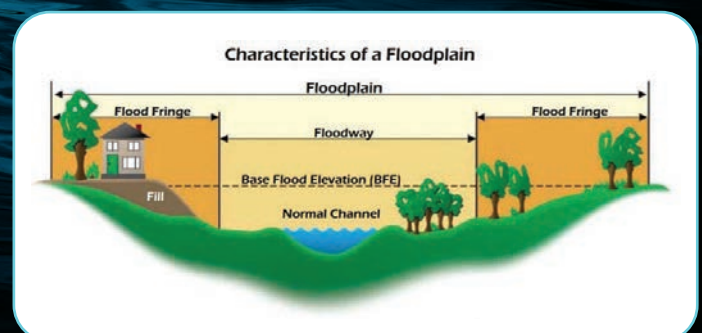 Characteristics of a Floodplain
Floodplain
Flood Fringe
Flood Fringe
Floodway
Base Flood Elevation (BFE)
Fill
Normal Channel